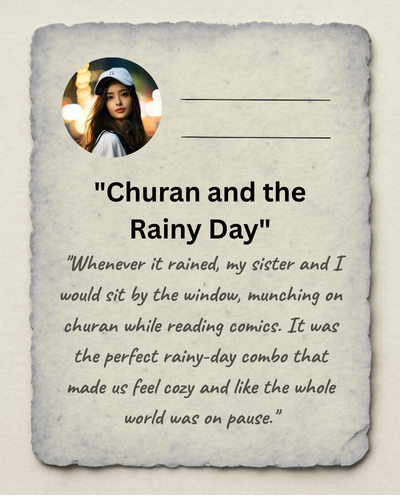 "Churan and the
Rainy Day"
"Whenever it rained, my sister and I
would sit by the window, munching on
churan while reading comics. It was
the perfect rainy-day combo that
made us feel cozy and like the whole
world was on pause."